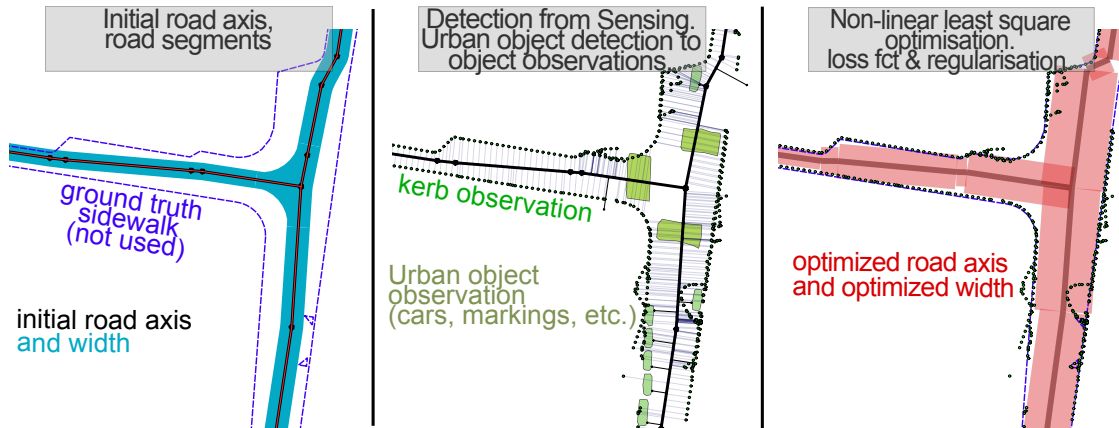 Initial road axis,
road segments
ground truth
sidewalk
(not used)
initial road axis
and width
Detection from Sensing.
Urban object detection to
object observations.
kerb observation
Urban object
observation
(cars, markings, etc.)
Non-linear least square
optimisation.
loss fct & regularisation.
optimized road axis
and optimized width